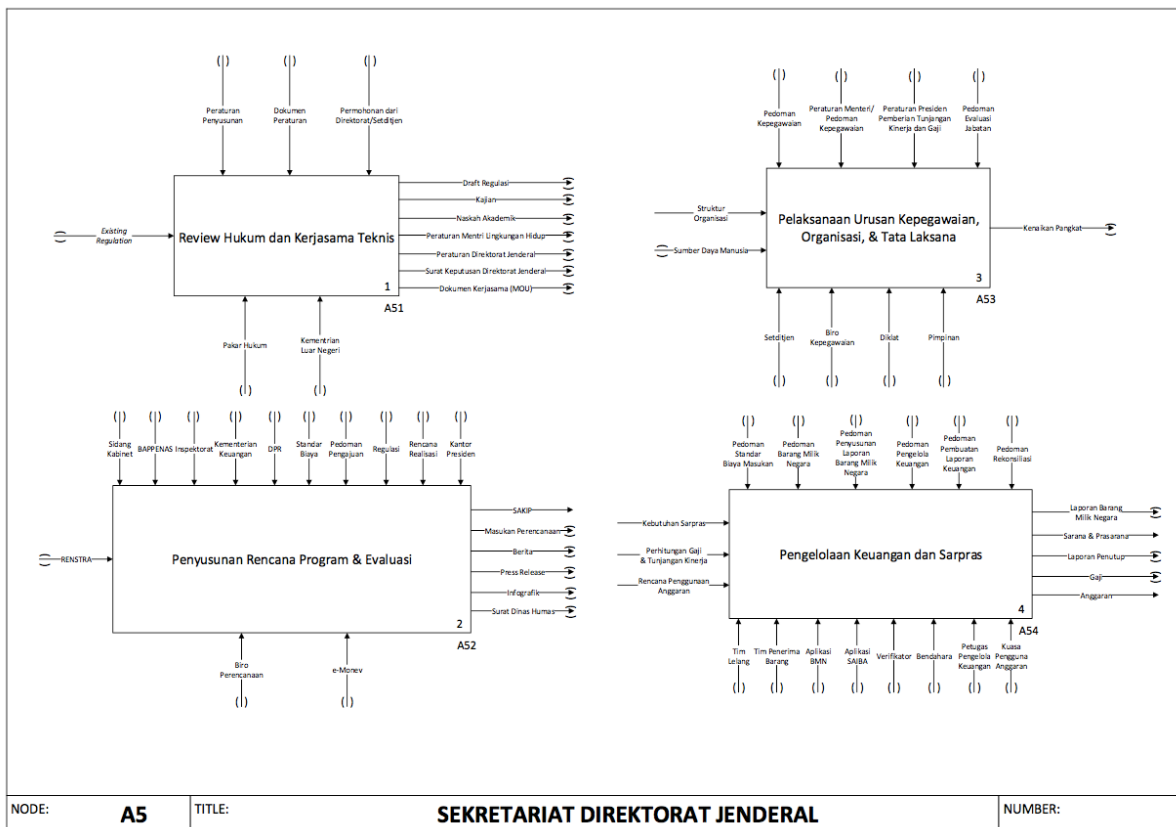 Peraturan
Penyusunan
Dokumen
Peraturan
Permohonan dari
Direktorat/Setditjen
Existing
Regulation
Review Hukum dan Kerjasama Teknis
1
A51
Draft Regulasi
Kajian
Naskah Akademik
Peraturan Mentri Lingkungan Hidup
Peraturan Direktorat Jenderal
Surat Keputusan Direktorat Jenderal
Dokumen Kerjasama (MOU)
Pakar Hukum
Kementrian
Luar Negeri
Pedoman
Kepegawaian
Peraturan Menteri/
Pedoman
Kepegawaian
Peraturan Presiden
Pemberian Tunjangan
Kinerja dan Gaji
Pedoman
Evaluasi
Jabatan
Struktur
Organisasi
Sumber Daya Manusia
Pelaksanaan Urusan Kepegawaian,
Organisasi, & Tata Laksana
3
A53
Kenaikan Pangkat
Setditjen
Biro
Kepegawaian
Diklat
Pimpinan
Sidang
Kabinet
BAPPENAS
Inspektorat
Kementerian
Keuangan
DPR
Standar
Biaya
Pedoman
Pengajuan
Regulasi
Rencana
Realisasi
Kantor
Presiden
RENSTRA
Penyusunan Rencana Program & Evaluasi
2
A52
SAKIP
Masukan Perencanaan
Berita
Press Release
Infografik
Surat Dinas Humas
Biro
Perencanaan
e-Monev
Pedoman
Standar
Biaya Masukan
Pedoman
Barang Milik
Negara
Pedoman
Penyusunan
Laporan
Barang Milik
Negara
Pedoman
Pengelola
Keuangan
Pedoman
Pembuatan
Laporan
Keuangan
Pedoman
Rekonsiliasi
Kebutuhan Sarpras
Perhitungan Gaji
& Tunjangan Kinerja
Rencana Penggunaan
Anggaran
Pengelolaan Keuangan dan Sarpras
4
A54
Laporan Barang
Milik Negara
Sarana & Prasarana
Laporan Penutup
Gaji
Anggaran
Tim
Lelang
Tim Penerima
Barang
Aplikasi
BMN
Aplikasi
SAIBA
Verifikator
Bendahara
Petugas
Pengelola
Keuangan
Kuasa
Pengguna
Anggaran
NODE:
A5
TITLE:
SEKRETARIAT DIREKTORAT JENDERAL
NUMBER: